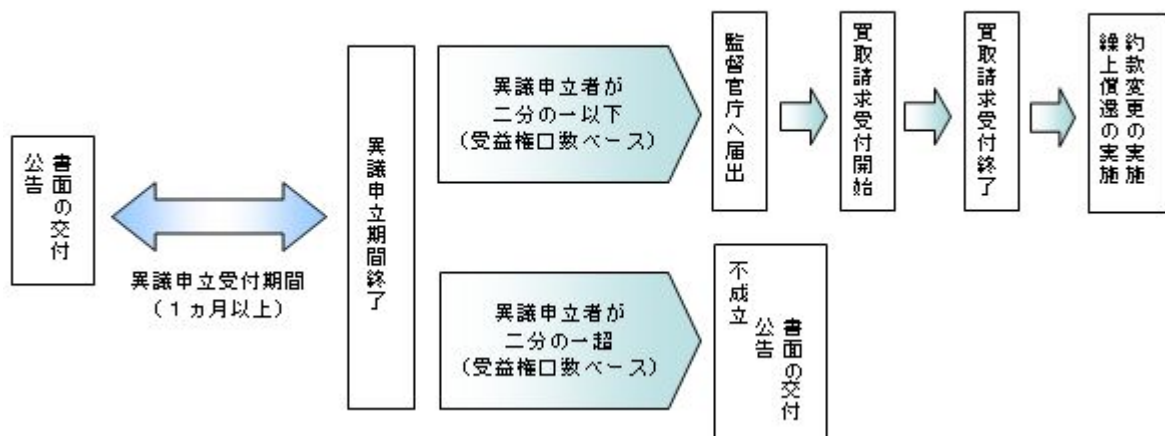 書面の交付
公告
異議申立受付期間
（１ヵ月以上）
異議申立期間終了
異議申立者が
二分の一以下
（受益権口数ベース）
監督官庁へ届出
買取請求受付開始
買取請求受付終了
約款変更の実施
繰上償還の実施
異議申立者が
二分の一超
（受益権口数ベース）
不成立
書面の交付
公告